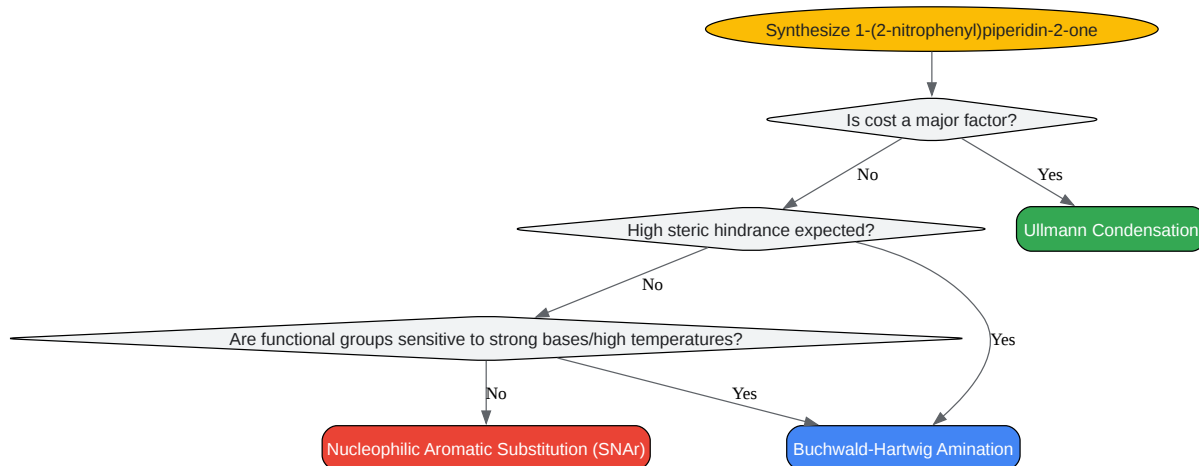 Synthesize 1-(2-nitrophenyl)piperidin-2-one
Is cost a major factor?
No
Yes
High steric hindrance expected?
Ullmann Condensation
No
Are functional groups sensitive to strong bases/high temperatures?
Yes
No
Yes
Nucleophilic Aromatic Substitution (SNAr)
Buchwald-Hartwig Amination